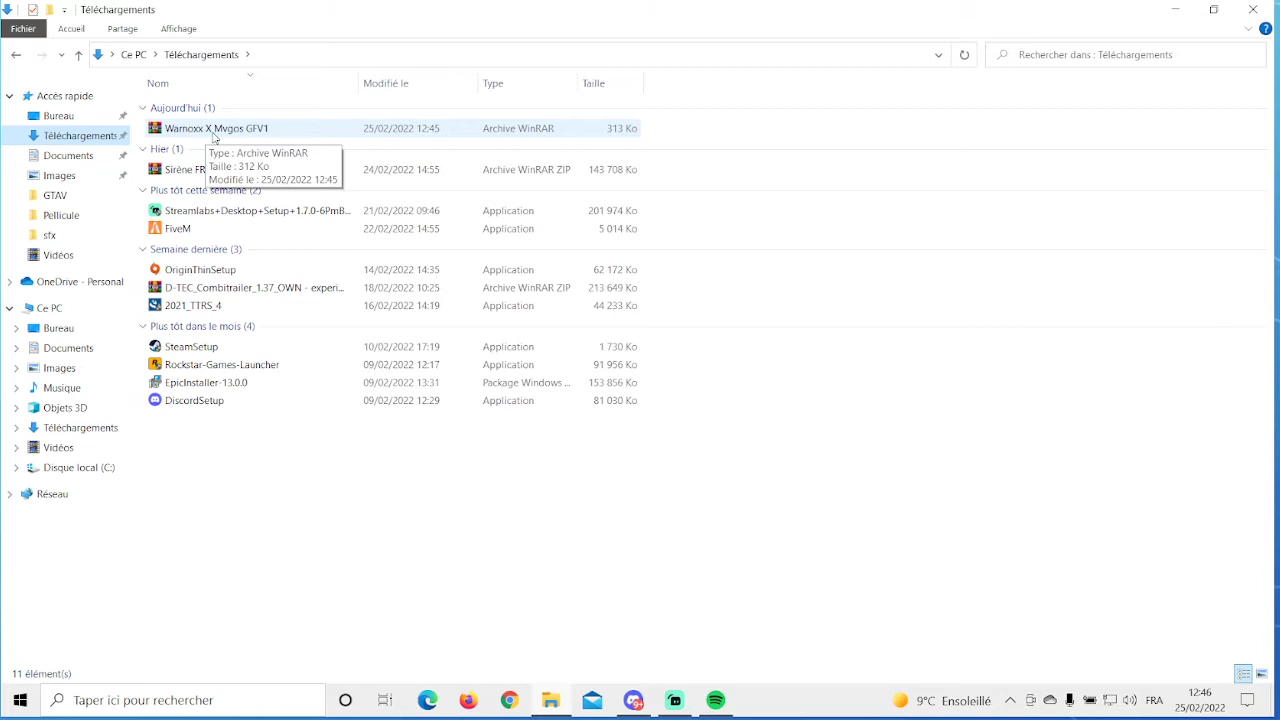 Téléchargements
Fichier Accueil Partage Affichage
Ce PC Téléchargements
Rechercher dans : Téléchargements
Nom Modifié le Type Taille
Accès rapide
Bureau
Téléchargements
Documents
Images
GTAV
Pellicule
sfx
Vidéos
OneDrive - Personal
Ce PC
Bureau
Documents
Images
Musique
Objets 3D
Téléchargements
Vidéos
Disque local (C:)
Réseau
Aujourd'hui (1)
Warnoxx X Mvgos GFV1 25/02/2022 12:45 Archive WinRAR 313 Ko
Type : Archive WinRAR
Taille : 312 Ko
Modifié le : 25/02/2022 12:45
Hier (1)
Sirène FR 24/02/2022 14:55 Archive WinRAR ZIP 143 708 Ko
Plus tôt cette semaine (2)
Streamlabs+Desktop+Setup+1.7.0-6PmB... 21/02/2022 09:46 Application 201 974 Ko
FiveM 22/02/2022 14:55 Application 5 014 Ko
Semaine dernière (3)
OriginThinSetup 14/02/2022 14:35 Application 62 172 Ko
D-TEC_Combitrailer_1.37_OWN - experi... 18/02/2022 10:25 Archive WinRAR ZIP 213 649 Ko
2021_TTRS_4 16/02/2022 14:19 Application 44 233 Ko
Plus tôt dans le mois (4)
SteamSetup 10/02/2022 17:19 Application 1 730 Ko
Rockstar-Games-Launcher 09/02/2022 12:17 Application 91 956 Ko
EpicInstaller-13.0.0 09/02/2022 13:31 Package Windows ... 153 856 Ko
DiscordSetup 09/02/2022 12:29 Application 81 030 Ko
11 élément(s)
Taper ici pour rechercher
9+
9°C Ensoleillé
FRA
12:46
25/02/2022